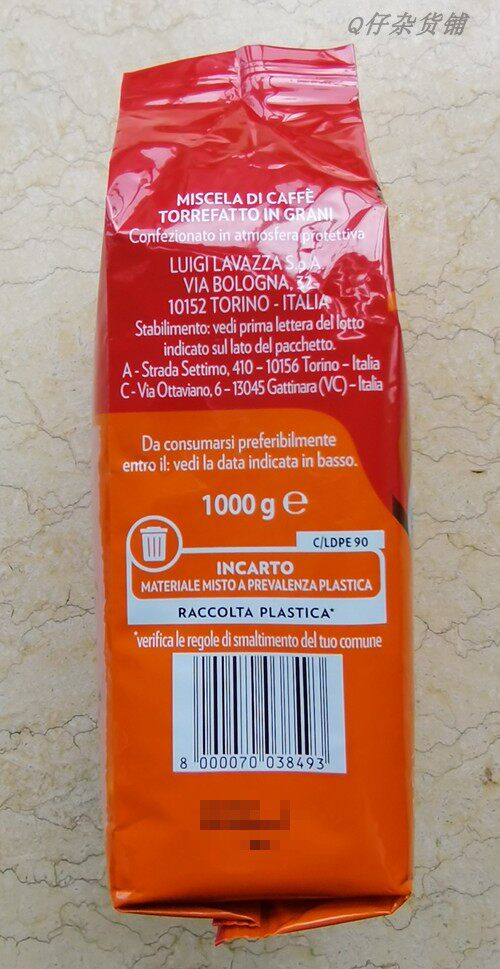 Q仔杂货铺
MISCELA DI CAFFÈ
TORREFATTO IN GRANI
Confezionato in atmosfera protettiva
LUIGI LAVAZZA S.p.A.
VIA BOLOGNA, 32
10152 TORINO - ITALIA
Stabilimento: vedi prima lettera del lotto
indicato sul lato del pacchetto.
A - Strada Settimo, 410 – 10156 Torino – Italia
C - Via Ottaviano, 6 – 13045 Gattinara (VC) – Italia
Da consumarsi preferibilmente
entro il: vedi la data indicata in basso.
1000 g ℮
C/LDPE 90
INCARTO
MATERIALE MISTO A PREVALENZA PLASTICA
RACCOLTA PLASTICA*
*verifica le regole di smaltimento del tuo comune
8 000070 038493